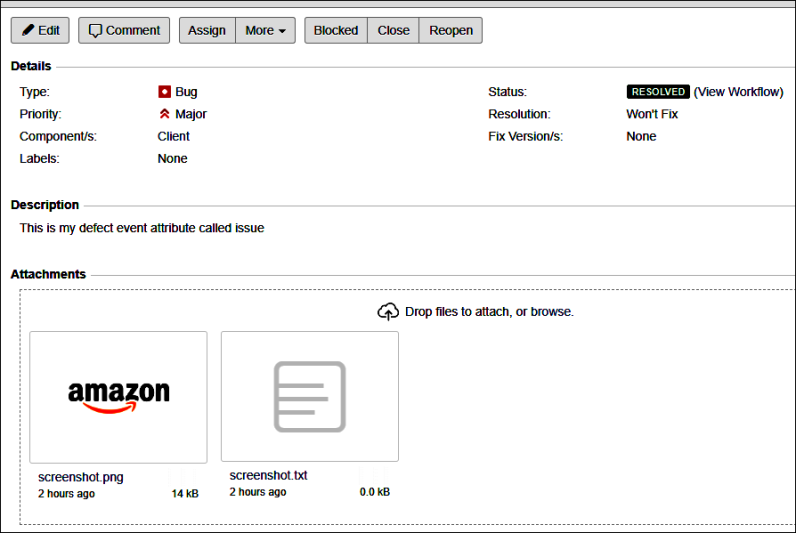 Edit Comment Assign More Blocked Close Reopen
Details
Type: Bug Status: RESOLVED (View Workflow)
Priority: Major Resolution: Won't Fix
Component/s: Client Fix Version/s: None
Labels: None
Description
This is my defect event attribute called issue
Attachments
Drop files to attach, or browse.
amazon
screenshot.png screenshot.txt
2 hours ago 14 kB 2 hours ago 0.0 kB